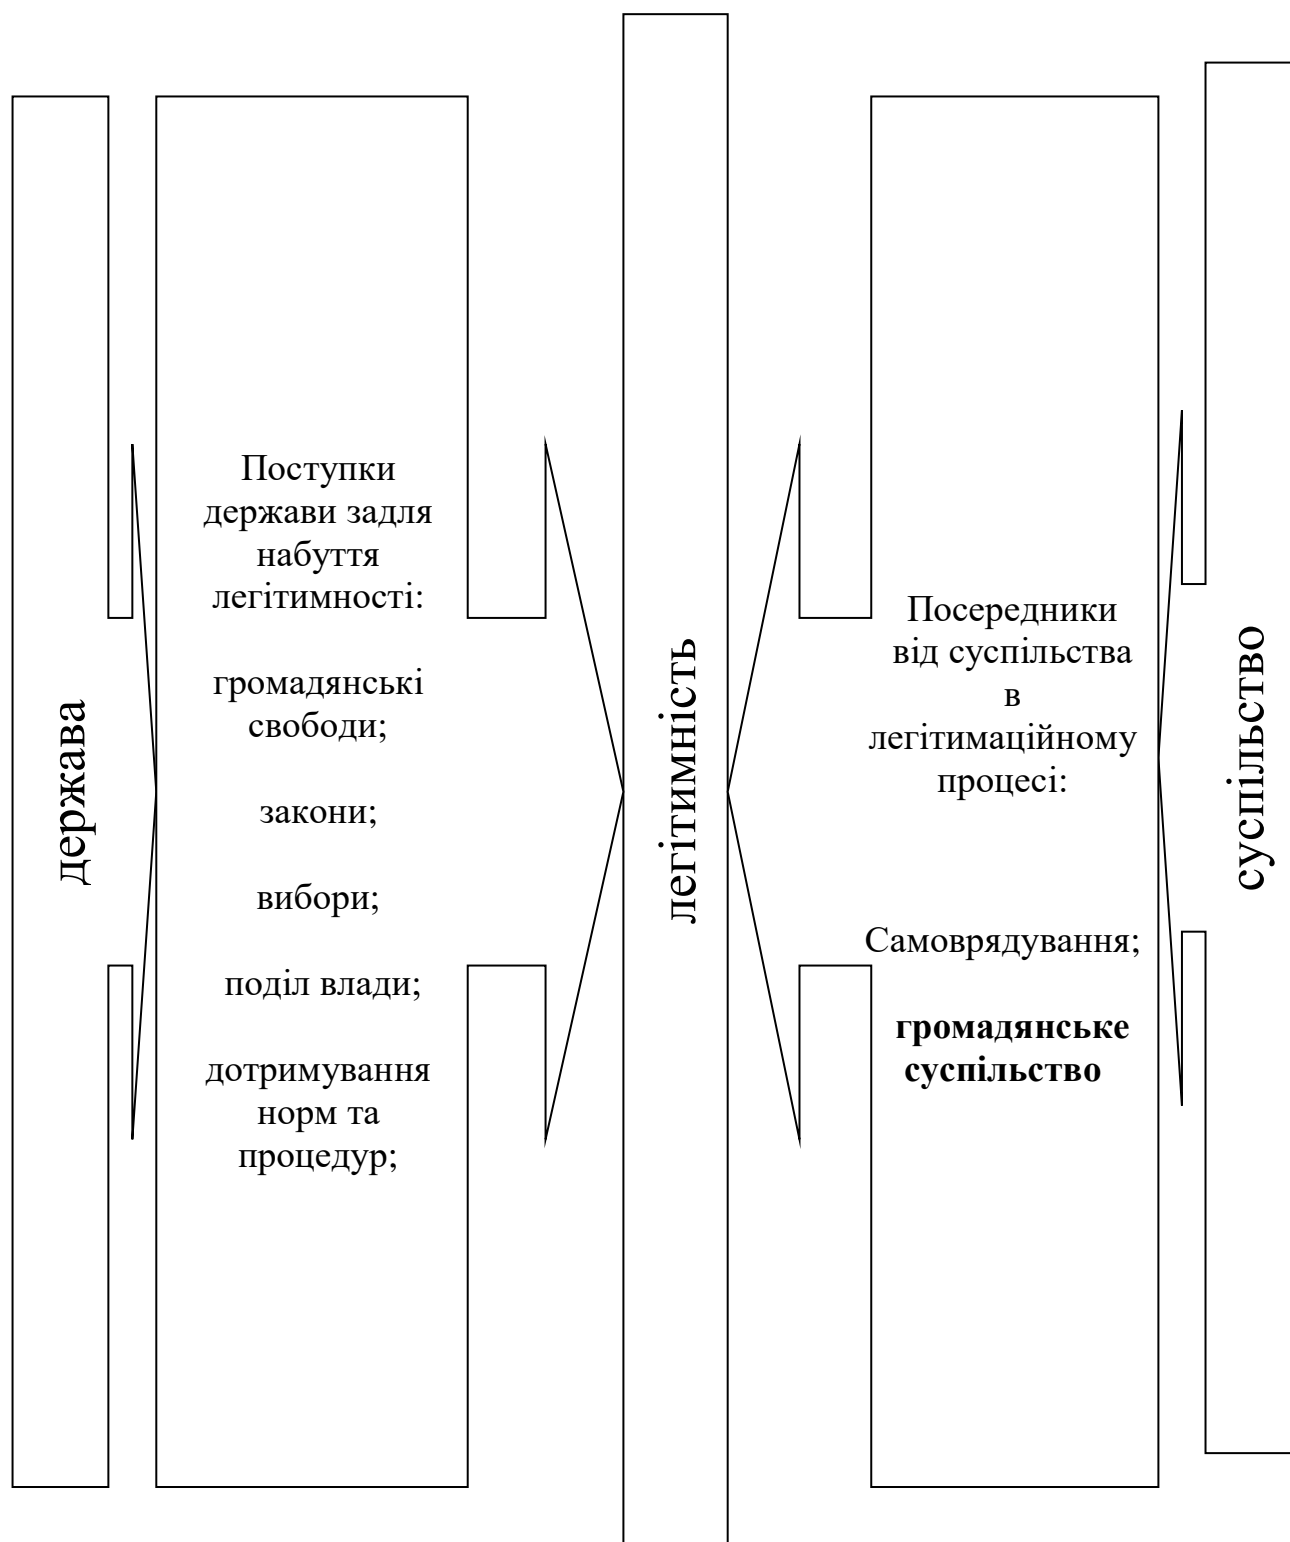 держава
Поступки
держави задля
набуття
легітимності:
громадянські
свободи;
закони;
вибори;
поділ влади;
дотримування
норм та
процедур;
легітимність
Посередники
від суспільства
в
легітимаційному
процесі:
Самоврядування;
громадянське
суспільство
суспільство